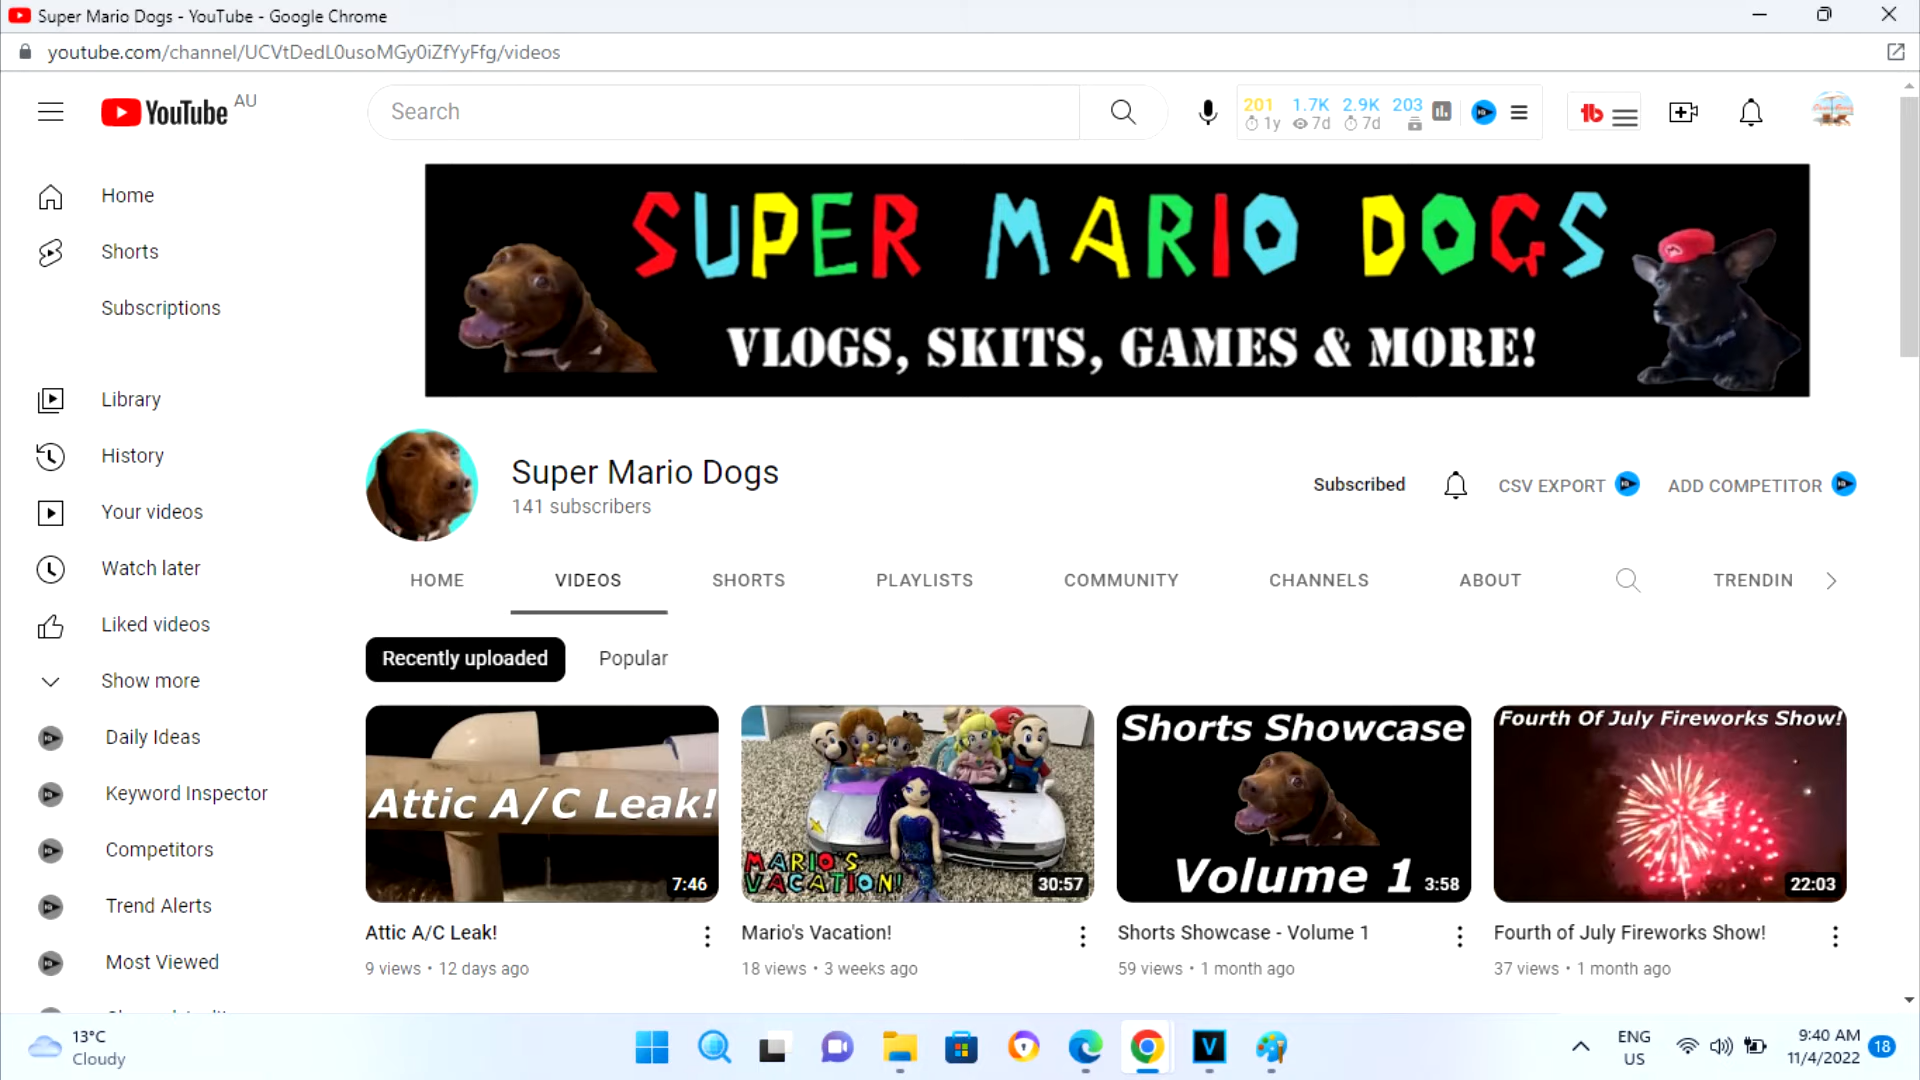 Super Mario Dogs - YouTube - Google Chrome
youtube.com/channel/UCVtDedL0usoMGy0iZfYyFfg/videos
YouTube AU
Search
201 1.7K 2.9K 203
1y 7d 7d
Home
Shorts
Subscriptions
Library
History
Your videos
Watch later
Liked videos
Show more
Daily Ideas
Keyword Inspector
Competitors
Trend Alerts
Most Viewed
SUPER MARIO DOGS
VLOGS, SKITS, GAMES & MORE!
Super Mario Dogs
141 subscribers
Subscribed
CSV EXPORT
ADD COMPETITOR
HOME VIDEOS SHORTS PLAYLISTS COMMUNITY CHANNELS ABOUT TRENDIN
Recently uploaded Popular
Attic A/C Leak!
7:46
Attic A/C Leak!
9 views • 12 days ago
MARIO'S
VACATION!
30:57
Mario's Vacation!
18 views • 3 weeks ago
Shorts Showcase
Volume 1
3:58
Shorts Showcase - Volume 1
59 views • 1 month ago
Fourth Of July Fireworks Show!
22:03
Fourth of July Fireworks Show!
37 views • 1 month ago
13°C
Cloudy
ENG
US
9:40 AM
11/4/2022
18